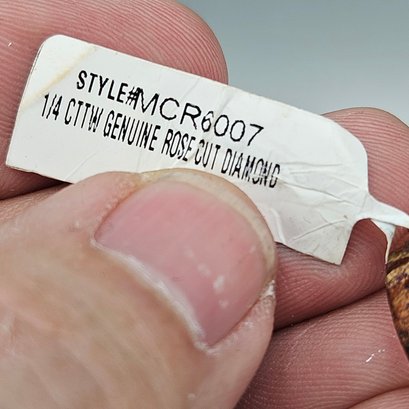 STYLE#MCR6007
1/4 CTTW GENUINE ROSE CUT DIAMOND